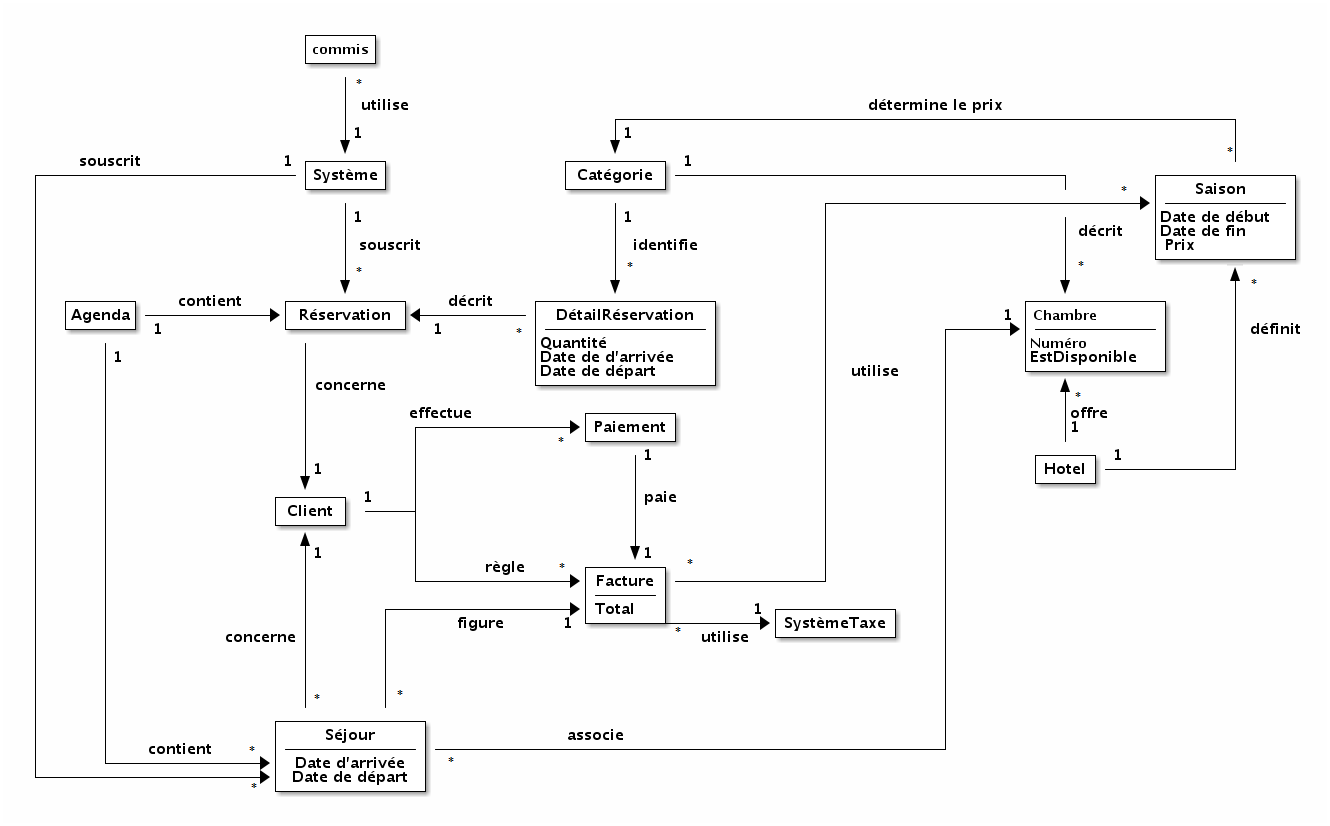 commis
*
utilise
1
détermine le prix
1
*
souscrit
1
Système
Catégorie
1
*
Saison
Date de début
Date de fin
Prix
1
souscrit
*
1
identifie
*
décrit
*
*
définit
Agenda
contient
1
1
Réservation
décrit
1
*
DétailRéservation
Quantité
Date de d'arrivée
Date de départ
1
Chambre
Numéro
EstDisponible
concerne
1
utilise
*
offre
1
effectue
*
Paiement
1
paie
1
Hotel
1
Client
1
1
règle
*
Facture
Total
*
figure
1
*
utilise
1
SystèmeTaxe
concerne
*
*
Séjour
Date d'arrivée
Date de départ
contient
*
*
associe
*